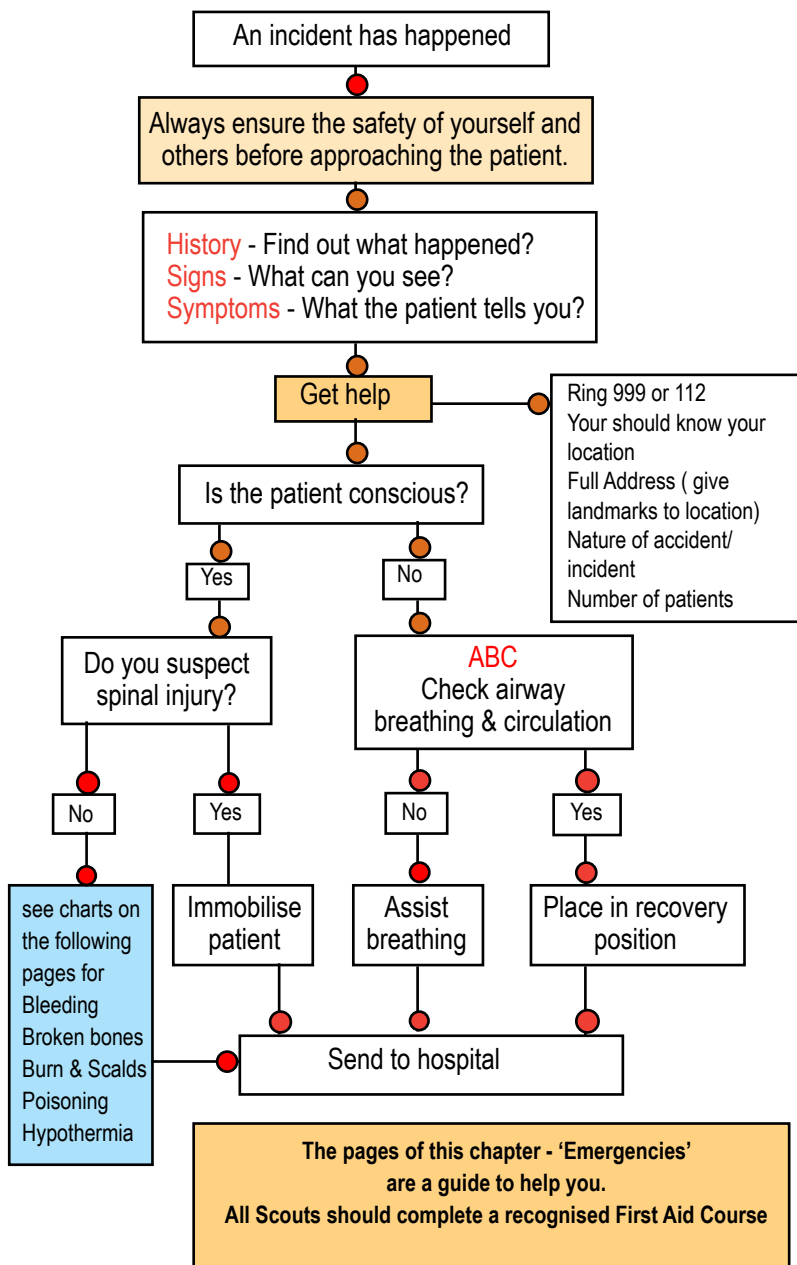 An incident has happened
Always ensure the safety of yourself and
others before approaching the patient.
History - Find out what happened?
Signs - What can you see?
Symptoms - What the patient tells you?
Get help
Ring 999 or 112
Your should know your
location
Full Address ( give
landmarks to location)
Nature of accident/
incident
Number of patients
Is the patient conscious?
Yes
No
Do you suspect
spinal injury?
ABC
Check airway
breathing & circulation
No
Yes
No
Yes
see charts on
the following
pages for
Bleeding
Broken bones
Burn & Scalds
Poisoning
Hypothermia
Immobilise
patient
Assist
breathing
Place in recovery
position
Send to hospital
The pages of this chapter - ‘Emergencies’
are a guide to help you.
All Scouts should complete a recognised First Aid Course